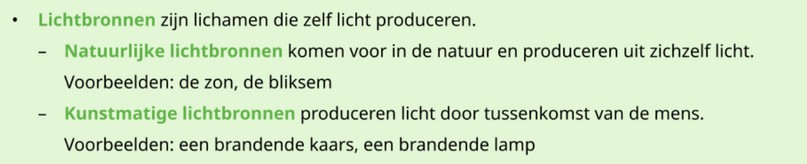 • Lichtbronnen zijn lichamen die zelf licht produceren.
– Natuurlijke lichtbronnen komen voor in de natuur en produceren uit zichzelf licht.
Voorbeelden: de zon, de bliksem
– Kunstmatige lichtbronnen produceren licht door tussenkomst van de mens.
Voorbeelden: een brandende kaars, een brandende lamp